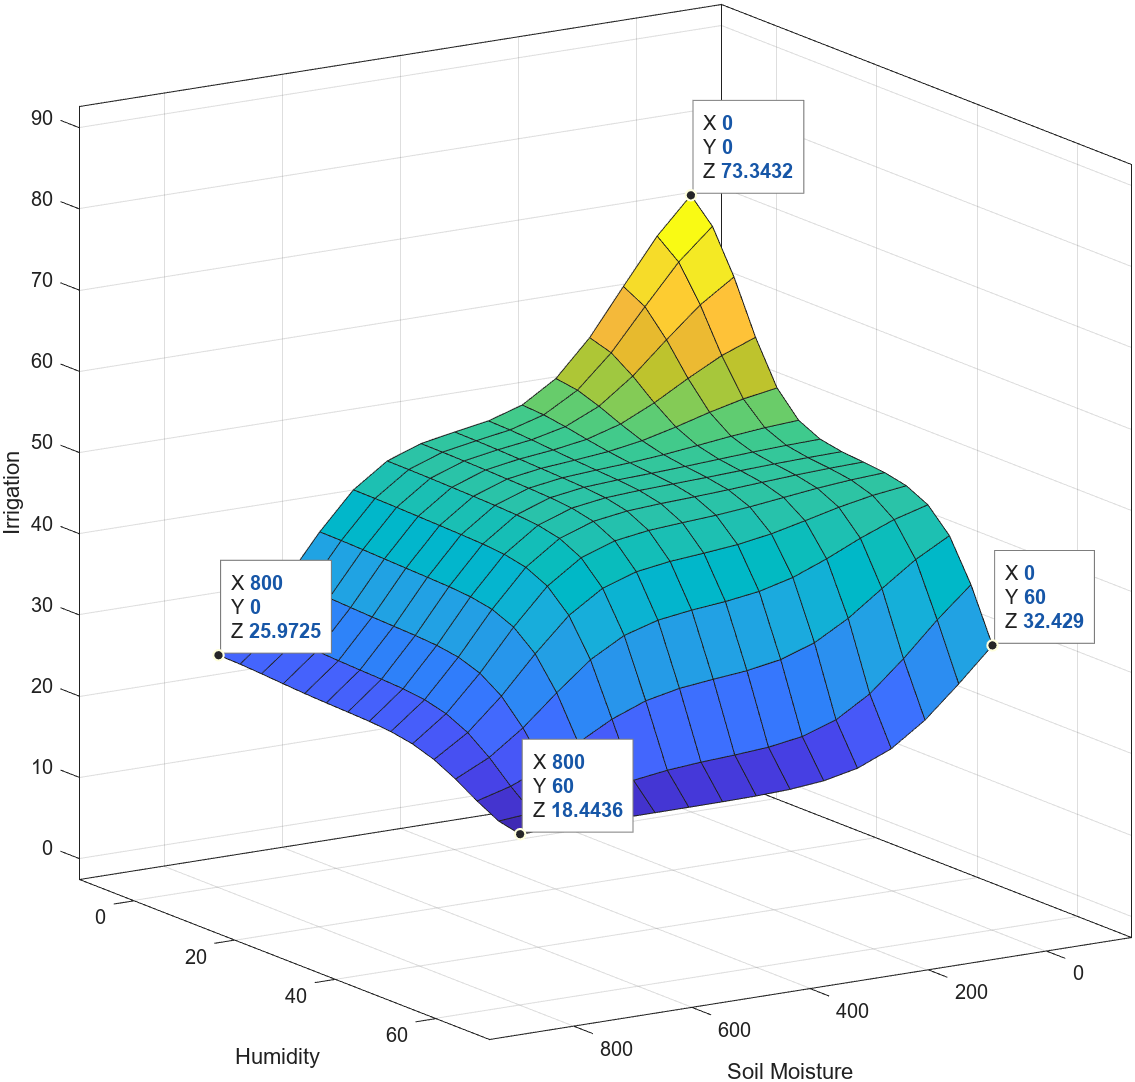 90
80
70
60
50
40
30
20
10
0
Irrigation
X 0
Y 0
Z 73.3432
X 800
Y 0
Z 25.9725
X 0
Y 60
Z 32.429
X 800
Y 60
Z 18.4436
0
20
40
60
Humidity
800
600
400
200
0
Soil Moisture